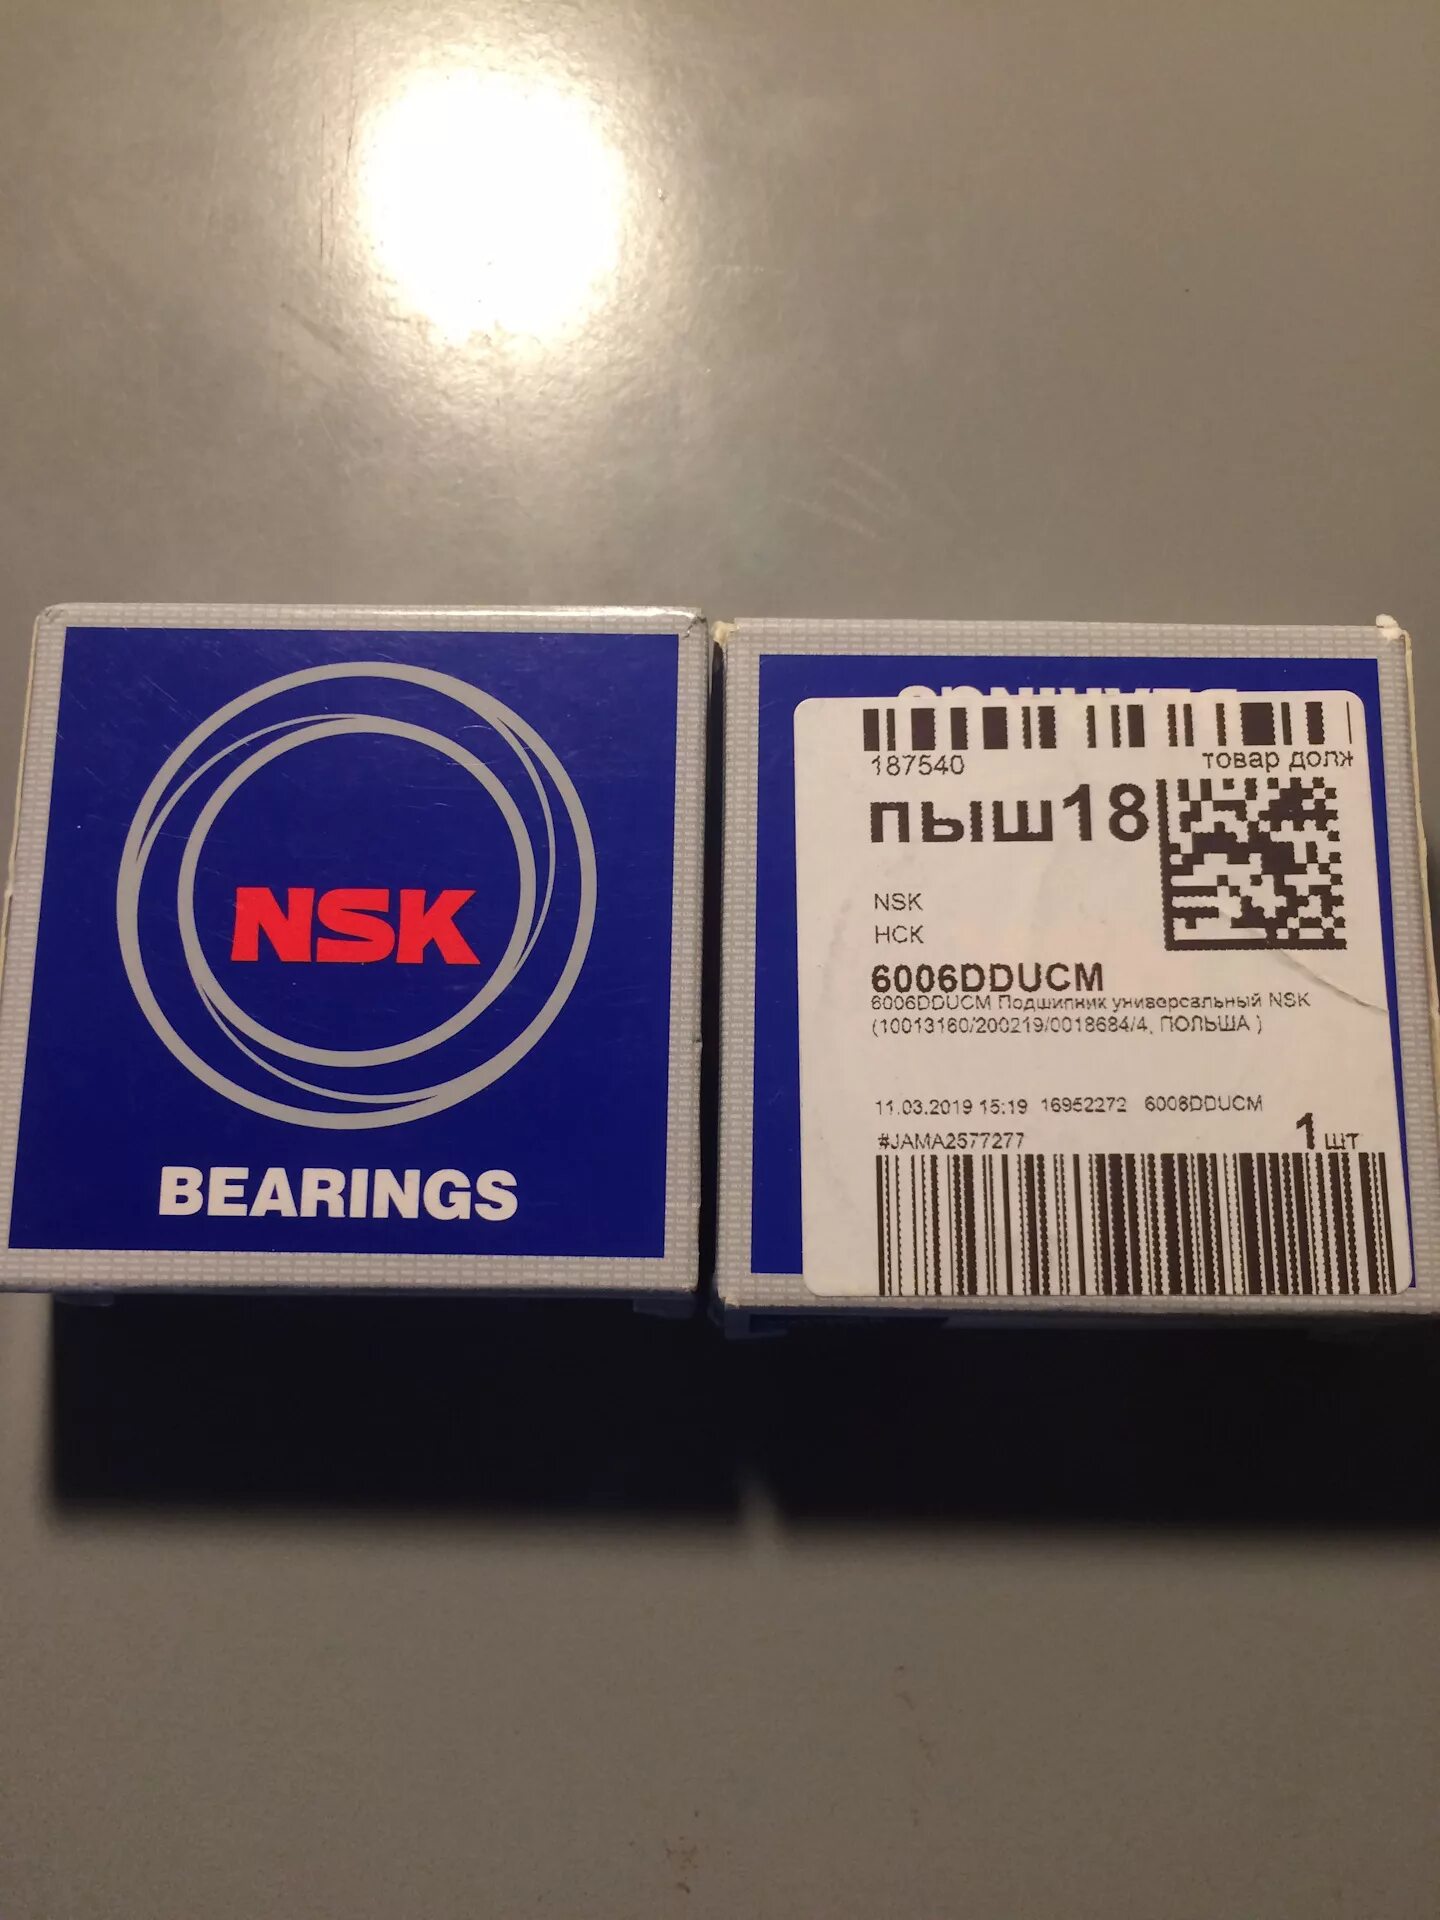 NSK
BEARINGS
187540
товар долж
пыш18
NSK
НСК
6006DDUCM
6006DDUCM Подшипник универсальный NSK
(10013160/200219/0018684/4, ПОЛЬША )
11.03.2019 15:19 16952272 6006DDUCM
#JAMA2577277
1 шт